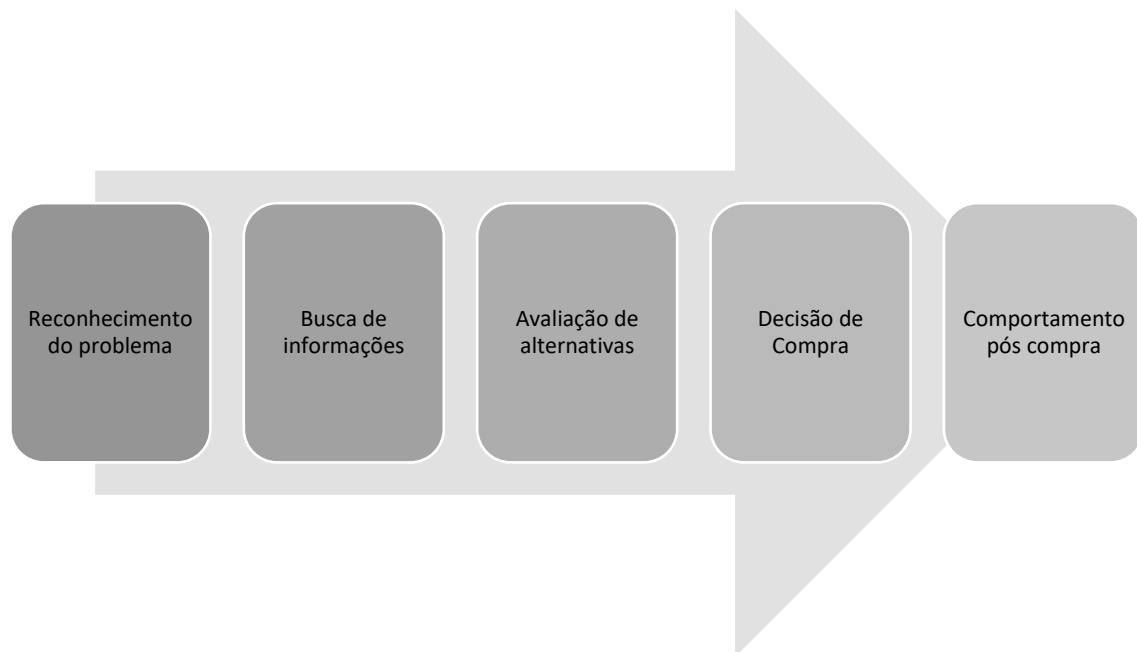 Reconhecimento
do problema
Busca de
informações
Avaliação de
alternativas
Decisão de
Compra
Comportamento
pós compra